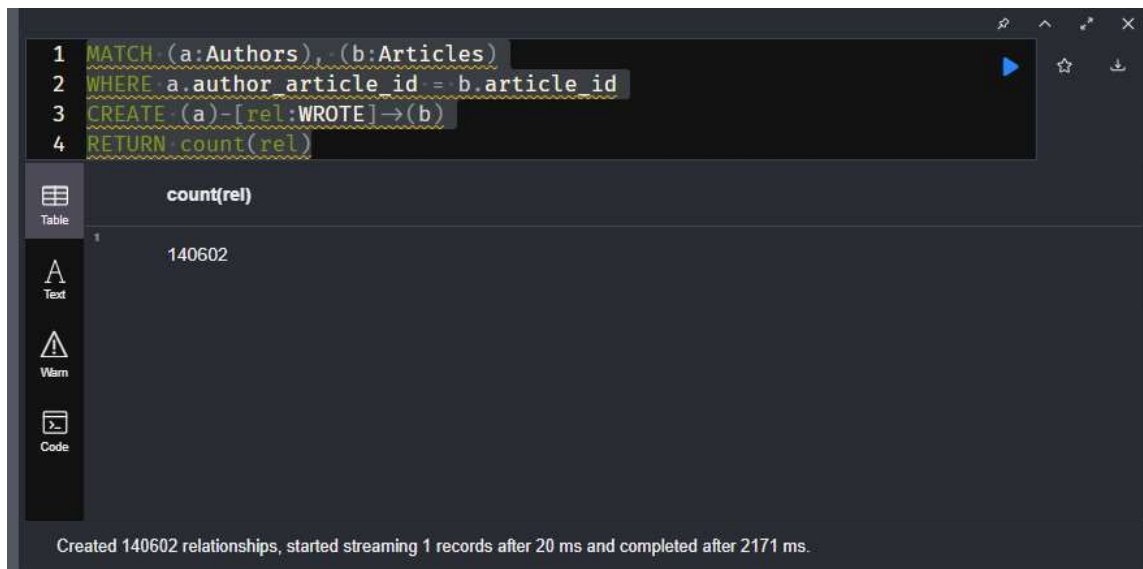 1 MATCH (a:Authors), (b:Articles)
2 WHERE a.author_article_id = b.article_id
3 CREATE (a)-[rel:WROTE]→(b)
4 RETURN count(rel)
Table
count(rel)
1
140602
A
Text
Warn
Code
Created 140602 relationships, started streaming 1 records after 20 ms and completed after 2171 ms.